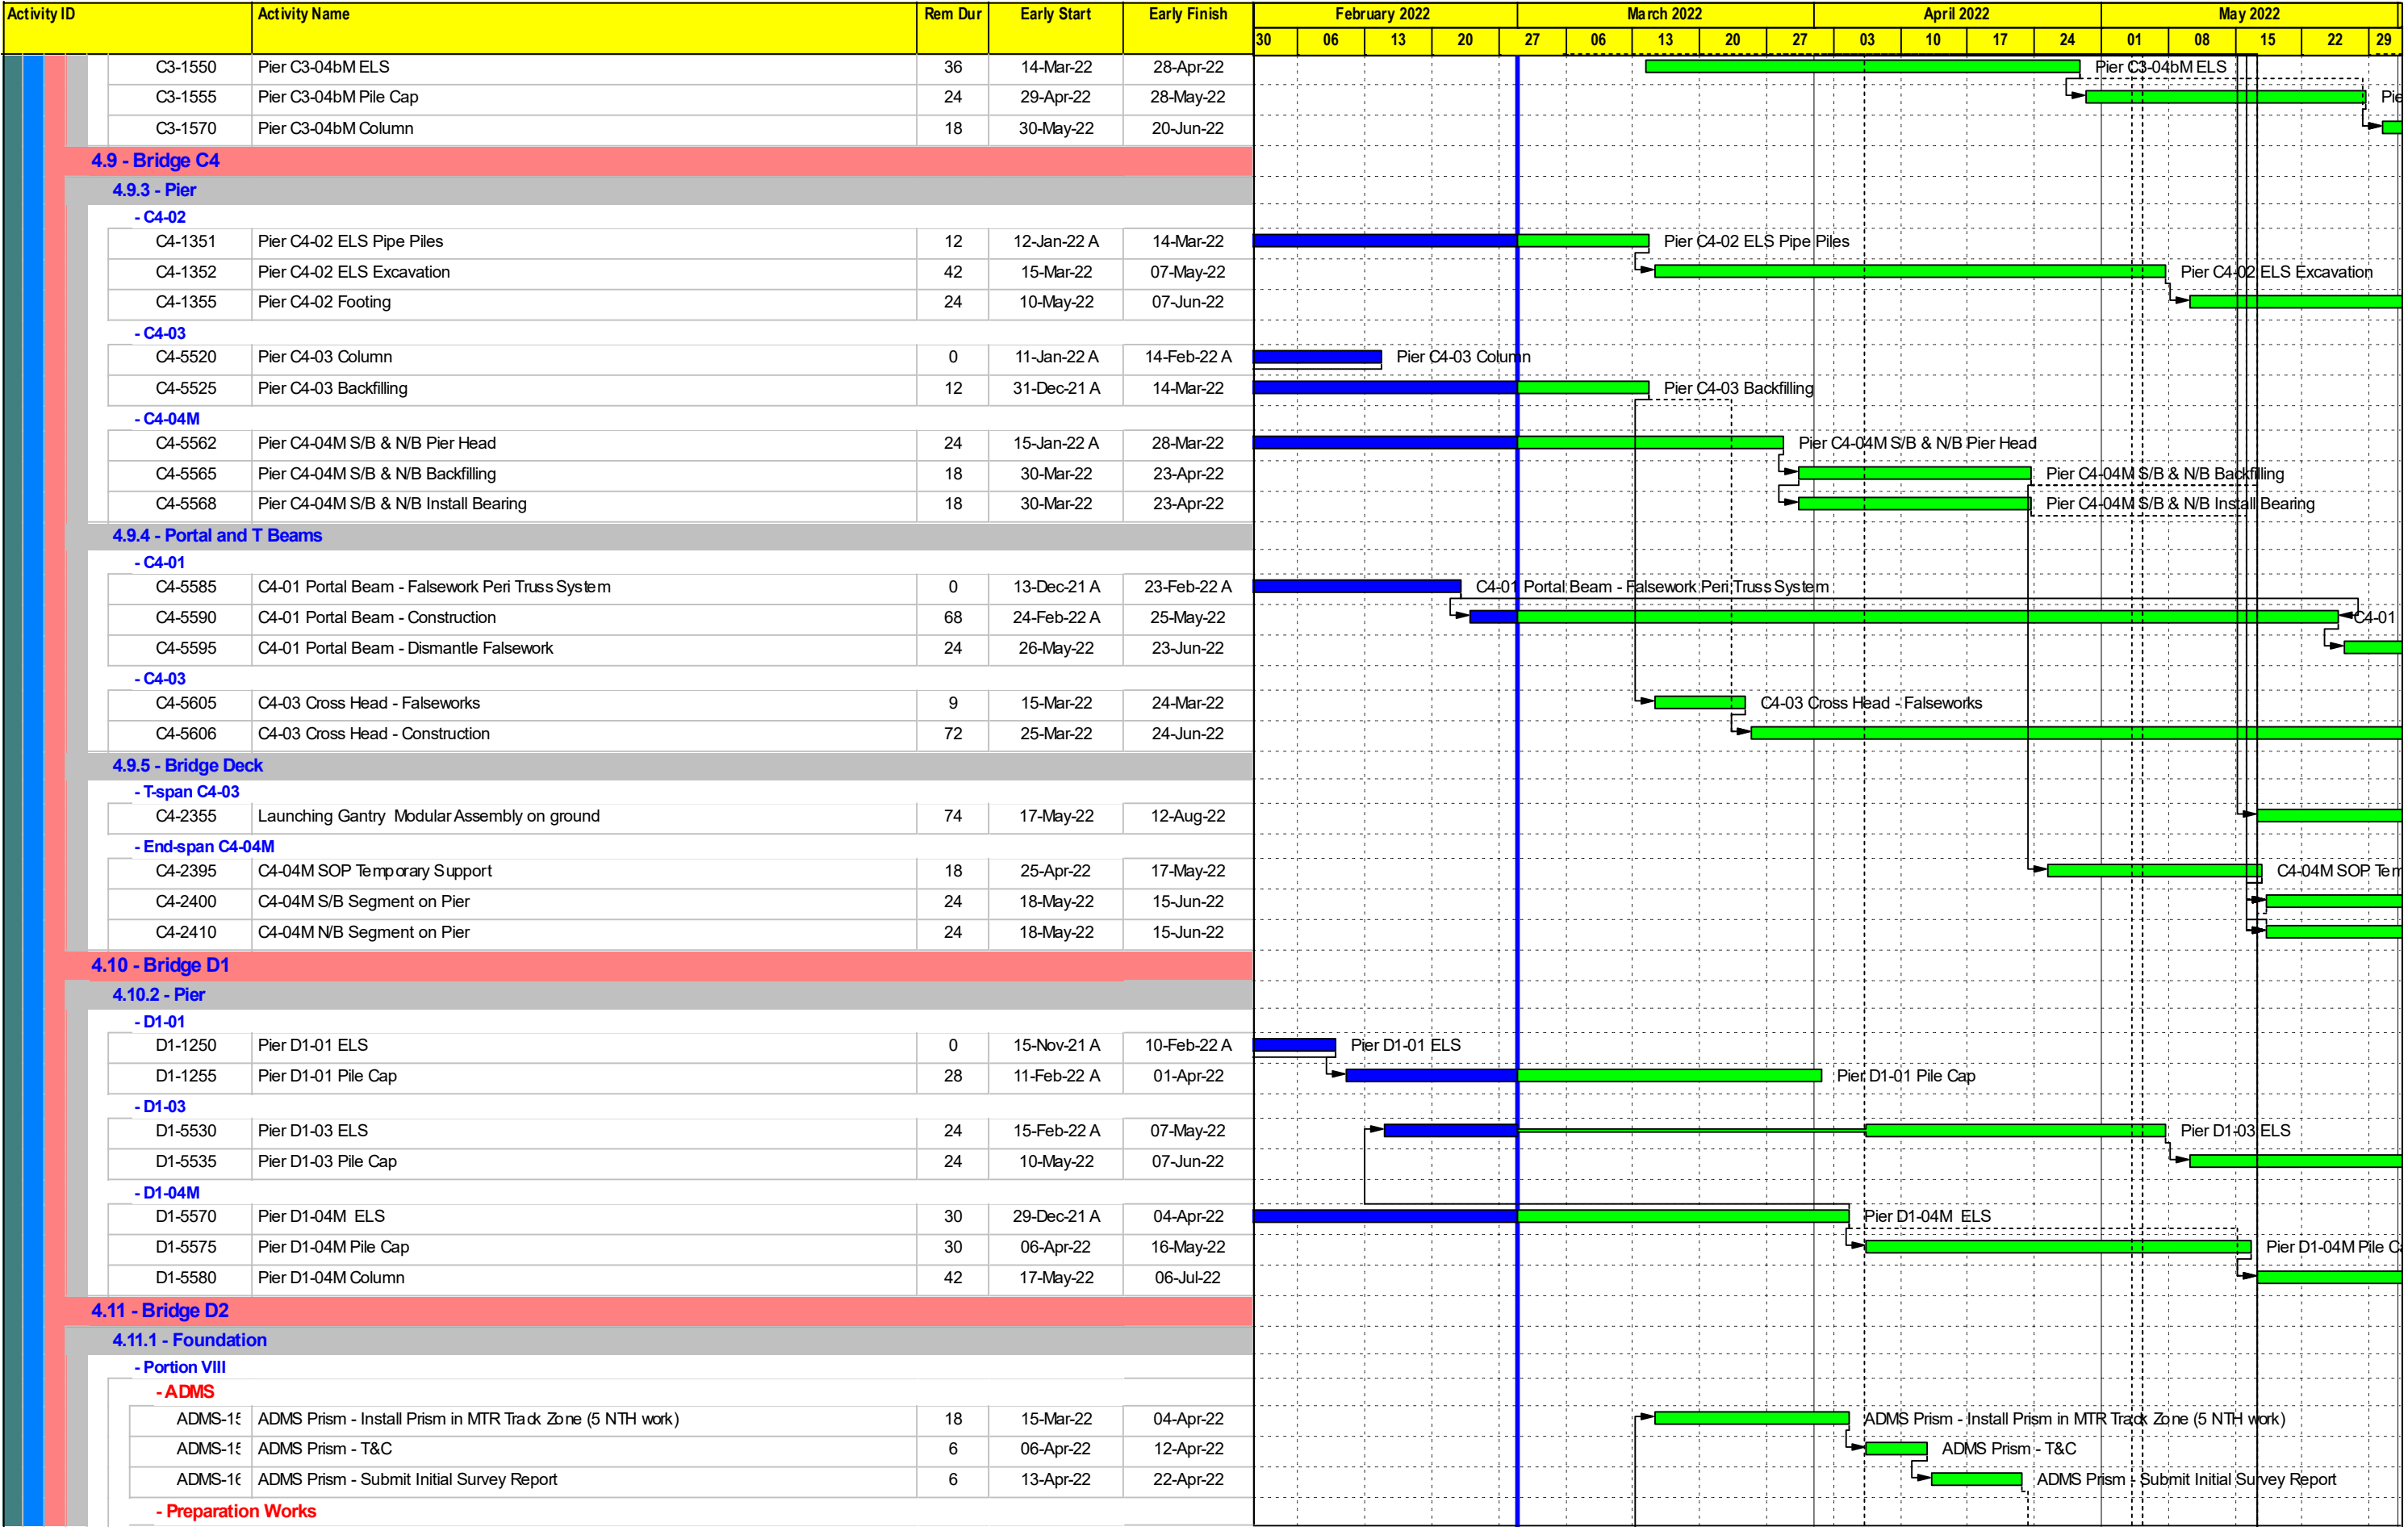 Activity ID Activity Name Rem Dur Early Start Early Finish February 2022 March 2022 April 2022 May 2022
30 06 13 20 27 06 13 20 27 03 10 17 24 01 08 15 22 29
C3-1550 Pier C3-04bM ELS 36 14-Mar-22 28-Apr-22 Pier C3-04bM ELS
C3-1555 Pier C3-04bM Pile Cap 24 29-Apr-22 28-May-22 Pie
C3-1570 Pier C3-04bM Column 18 30-May-22 20-Jun-22
4.9 - Bridge C4
4.9.3 - Pier
- C4-02
C4-1351 Pier C4-02 ELS Pipe Piles 12 12-Jan-22 A 14-Mar-22 Pier C4-02 ELS Pipe Piles
C4-1352 Pier C4-02 ELS Excavation 42 15-Mar-22 07-May-22 Pier C4-02 ELS Excavation
C4-1355 Pier C4-02 Footing 24 10-May-22 07-Jun-22
- C4-03
C4-5520 Pier C4-03 Column 0 11-Jan-22 A 14-Feb-22 A Pier C4-03 Column
C4-5525 Pier C4-03 Backfilling 12 31-Dec-21 A 14-Mar-22 Pier C4-03 Backfilling
- C4-04M
C4-5562 Pier C4-04M S/B & N/B Pier Head 24 15-Jan-22 A 28-Mar-22 Pier C4-04M S/B & N/B Pier Head
C4-5565 Pier C4-04M S/B & N/B Backfilling 18 30-Mar-22 23-Apr-22 Pier C4-04M S/B & N/B Backfilling
C4-5568 Pier C4-04M S/B & N/B Install Bearing 18 30-Mar-22 23-Apr-22 Pier C4-04M S/B & N/B Install Bearing
4.9.4 - Portal and T Beams
- C4-01
C4-5585 C4-01 Portal Beam - Falsework Peri Truss System 0 13-Dec-21 A 23-Feb-22 A C4-01 Portal Beam - Falsework Peri Truss System
C4-5590 C4-01 Portal Beam - Construction 68 24-Feb-22 A 25-May-22 C4-01
C4-5595 C4-01 Portal Beam - Dismantle Falsework 24 26-May-22 23-Jun-22
- C4-03
C4-5605 C4-03 Cross Head - Falseworks 9 15-Mar-22 24-Mar-22 C4-03 Cross Head - Falseworks
C4-5606 C4-03 Cross Head - Construction 72 25-Mar-22 24-Jun-22
4.9.5 - Bridge Deck
- T-span C4-03
C4-2355 Launching Gantry Modular Assembly on ground 74 17-May-22 12-Aug-22
- End-span C4-04M
C4-2395 C4-04M SOP Temporary Support 18 25-Apr-22 17-May-22 C4-04M SOP Tem
C4-2400 C4-04M S/B Segment on Pier 24 18-May-22 15-Jun-22
C4-2410 C4-04M N/B Segment on Pier 24 18-May-22 15-Jun-22
4.10 - Bridge D1
4.10.2 - Pier
- D1-01
D1-1250 Pier D1-01 ELS 0 15-Nov-21 A 10-Feb-22 A Pier D1-01 ELS
D1-1255 Pier D1-01 Pile Cap 28 11-Feb-22 A 01-Apr-22 Pier D1-01 Pile Cap
- D1-03
D1-5530 Pier D1-03 ELS 24 15-Feb-22 A 07-May-22 Pier D1-03 ELS
D1-5535 Pier D1-03 Pile Cap 24 10-May-22 07-Jun-22
- D1-04M
D1-5570 Pier D1-04M ELS 30 29-Dec-21 A 04-Apr-22 Pier D1-04M ELS
D1-5575 Pier D1-04M Pile Cap 30 06-Apr-22 16-May-22 Pier D1-04M Pile C
D1-5580 Pier D1-04M Column 42 17-May-22 06-Jul-22
4.11 - Bridge D2
4.11.1 - Foundation
- Portion VIII
- ADMS
ADMS-15 ADMS Prism - Install Prism in MTR Track Zone (5 NTH work) 18 15-Mar-22 04-Apr-22 ADMS Prism - Install Prism in MTR Track Zone (5 NTH work)
ADMS-15 ADMS Prism - T&C 6 06-Apr-22 12-Apr-22 ADMS Prism - T&C
ADMS-16 ADMS Prism - Submit Initial Survey Report 6 13-Apr-22 22-Apr-22 ADMS Prism - Submit Initial Survey Report
- Preparation Works